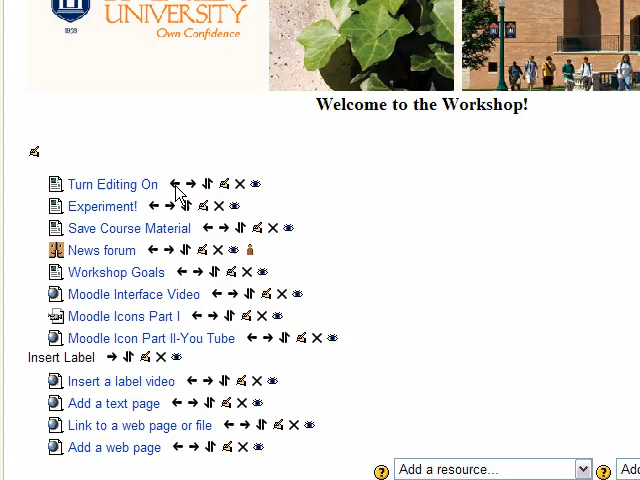 UNIVERSITY
1859
Own Confidence
Welcome to the Workshop!
Turn Editing On
Experiment!
Save Course Material
News forum
Workshop Goals
Moodle Interface Video
Moodle Icons Part I
Moodle Icon Part II-You Tube
Insert Label
Insert a label video
Add a text page
Link to a web page or file
Add a web page
? Add a resource... ? Add